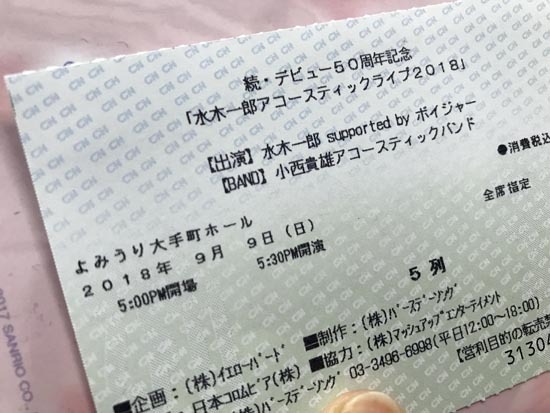 続・デビュー５０周年記念
「水木一郎アコースティックライブ２０１８」
【出演】水木一郎 supported by ボイジャー
【BAND】小西貴雄アコースティックバンド
●消費税込
全席指定
よみうり大手町ホール
２０１８年 ９月 ９日（日）
5:00PM開場 5:30PM開演
５列
■企画：（株）ｲｴﾛｰﾊﾞｰﾄﾞ ■制作：（株）ﾊﾞｰｽﾃﾞｰｿﾝｸﾞ
日本ｺﾛﾑﾋﾞｱ（株） ■協力：（株）ﾏｯｼｭｱｯﾌﾟｴﾝﾀｰﾃｲﾒﾝﾄ
（株）ﾊﾞｰｽﾃﾞｰｿﾝｸﾞ 03-3496-6998（平日12:00～18:00）
【営利目的の転売禁
31304
2017 SANRIO CO.,
CN